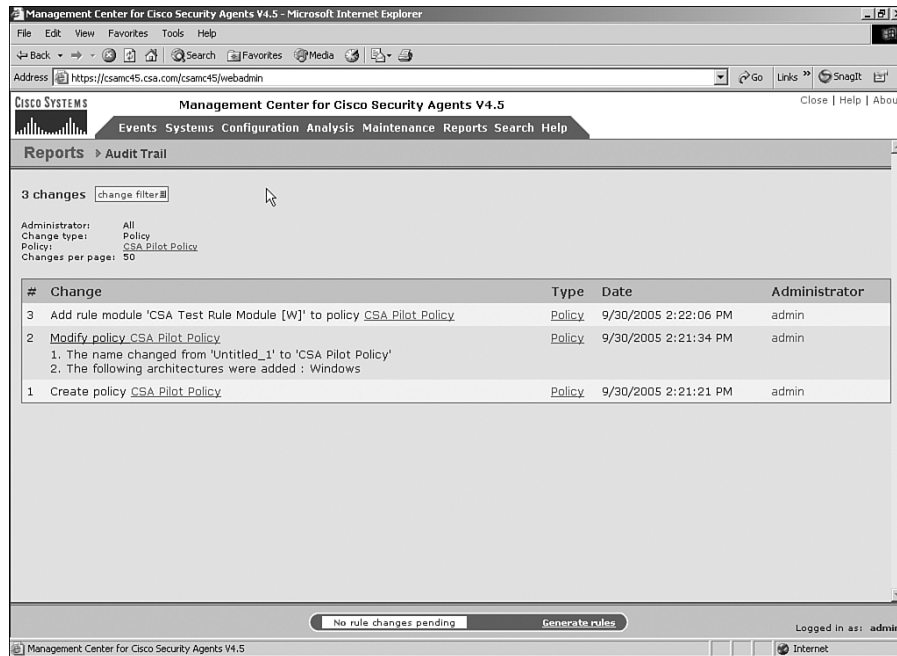 Management Center for Cisco Security Agents V4.5 - Microsoft Internet Explorer
File Edit View Favorites Tools Help
Back Search Favorites Media
Address https://csamc45.csa.com/csamc45/webadmin Go Links » SnagIt
CISCO SYSTEMS
Management Center for Cisco Security Agents V4.5
Close | Help | Abou
Events Systems Configuration Analysis Maintenance Reports Search Help
Reports Audit Trail
3 changes change filter
Administrator: All
Change type: Policy
Policy: CSA Pilot Policy
Changes per page: 50
# Change Type Date Administrator
3 Add rule module 'CSA Test Rule Module [W]' to policy CSA Pilot Policy Policy 9/30/2005 2:22:06 PM admin
2 Modify policy CSA Pilot Policy Policy 9/30/2005 2:21:34 PM admin
1. The name changed from 'Untitled_1' to 'CSA Pilot Policy'
2. The following architectures were added : Windows
1 Create policy CSA Pilot Policy Policy 9/30/2005 2:21:21 PM admin
No rule changes pending Generate rules
Logged in as: admin
Management Center for Cisco Security Agents V4.5 Internet